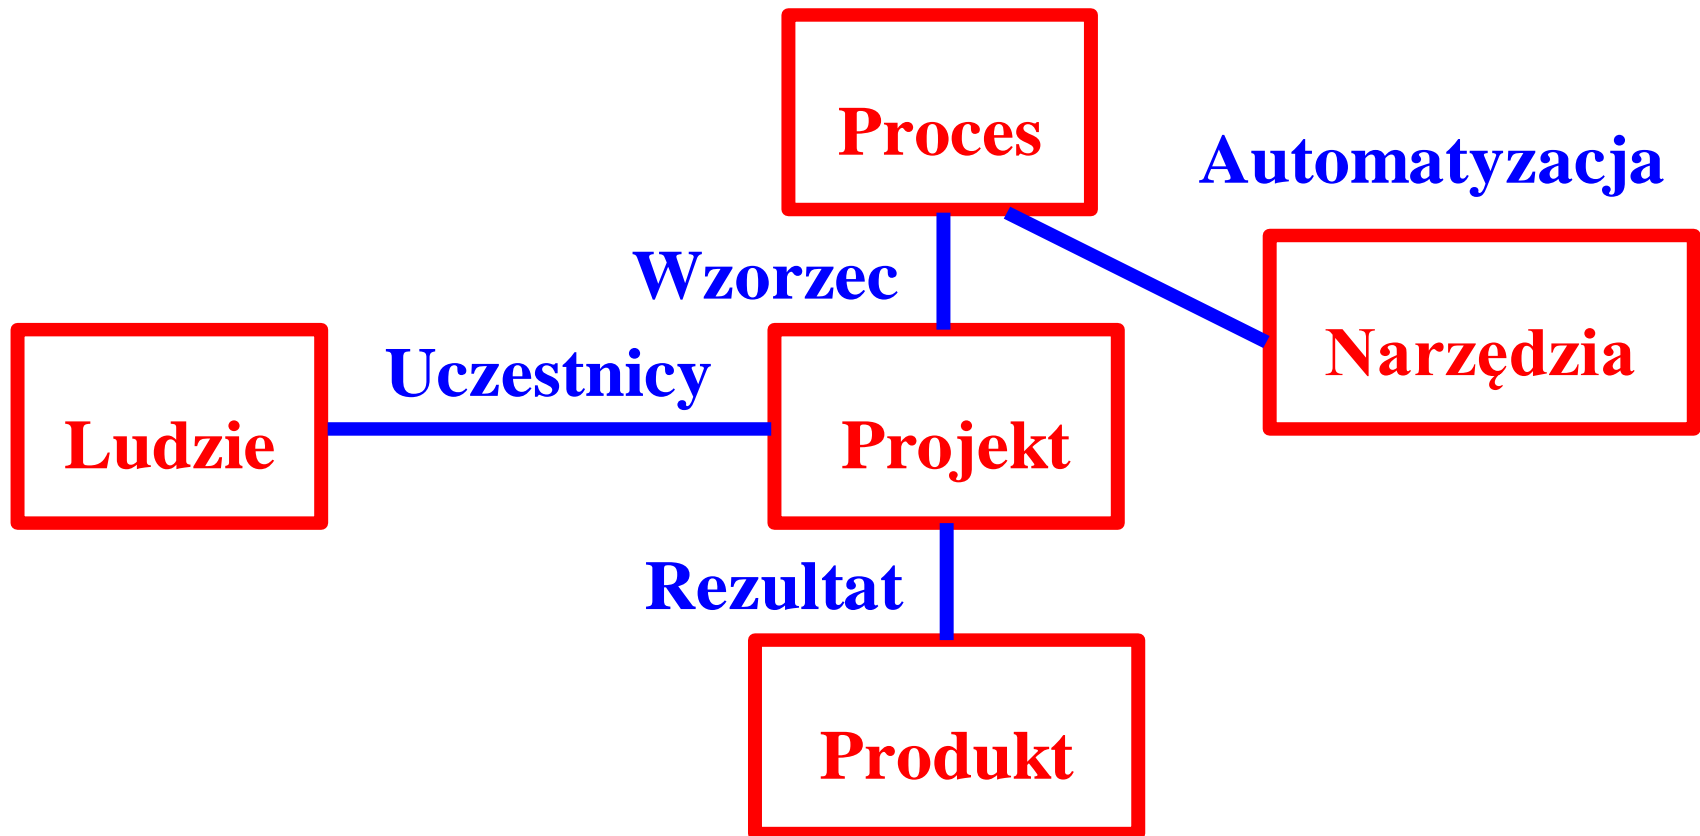 Proces
Automatyzacja
Wzorzec
Narzędzia
Uczestnicy
Ludzie
Projekt
Rezultat
Produkt